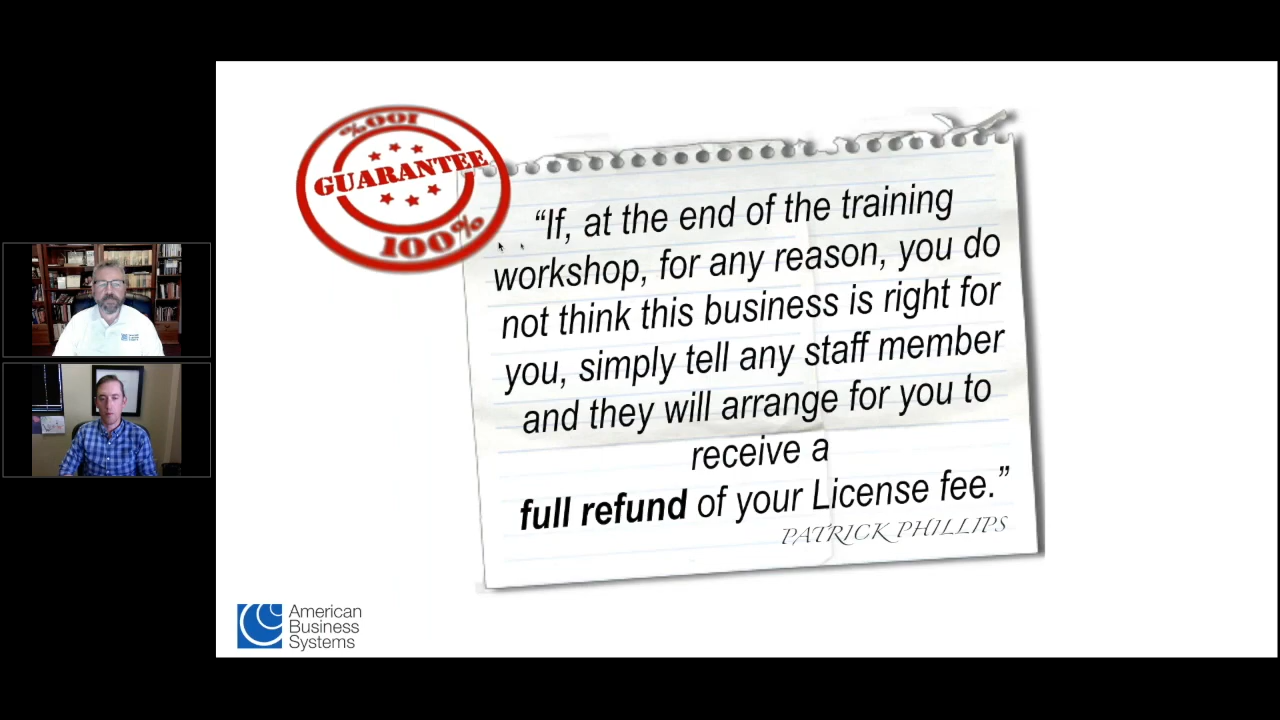 100%
GUARANTEE
100%
“If, at the end of the training
workshop, for any reason, you do
not think this business is right for
you, simply tell any staff member
and they will arrange for you to
receive a
full refund of your License fee.”
PATRICK PHILLIPS
American
Business
Systems